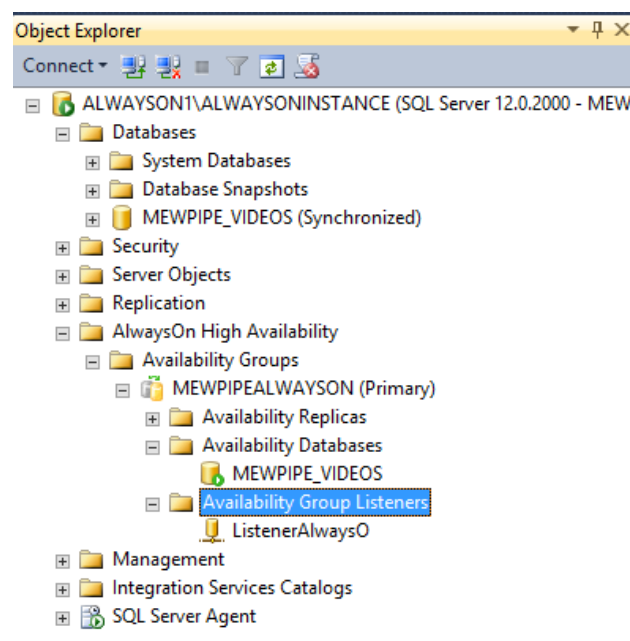 Object Explorer
Connect
ALWAYSON1\ALWAYSONINSTANCE (SQL Server 12.0.2000 - MEW
Databases
System Databases
Database Snapshots
MEWPIPE_VIDEOS (Synchronized)
Security
Server Objects
Replication
AlwaysOn High Availability
Availability Groups
MEWPIPEALWAYSON (Primary)
Availability Replicas
Availability Databases
MEWPIPE_VIDEOS
Availability Group Listeners
ListenerAlwaysO
Management
Integration Services Catalogs
SQL Server Agent